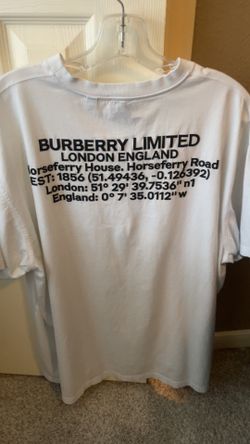 BURBERRY LIMITED
LONDON ENGLAND
Horseferry House. Horseferry Road
EST: 1856 (51.49436, -0.126392)
London: 51° 29' 39.7536" n1
England: 0° 7' 35.0112" w